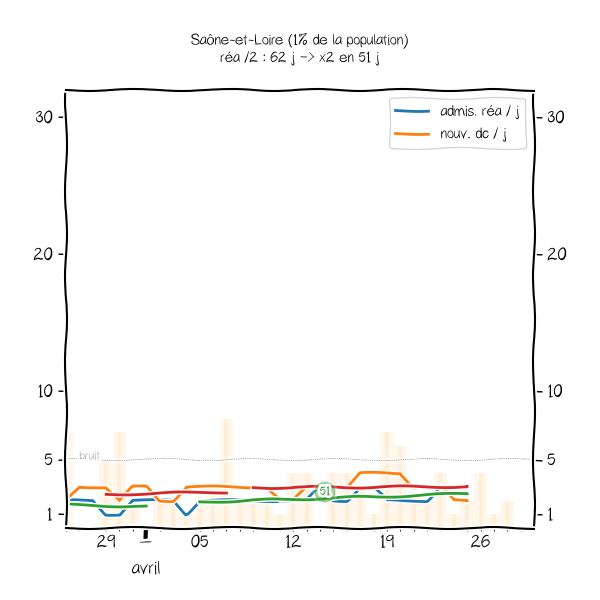 Saône-et-Loire (1% de la population)
réa /2 : 62 j -> x2 en 51 j
admis. réa / j
nouv. dc / j
30
30
20
20
10
10
5
bruit
5
51
1
1
29
05
12
19
26
avril